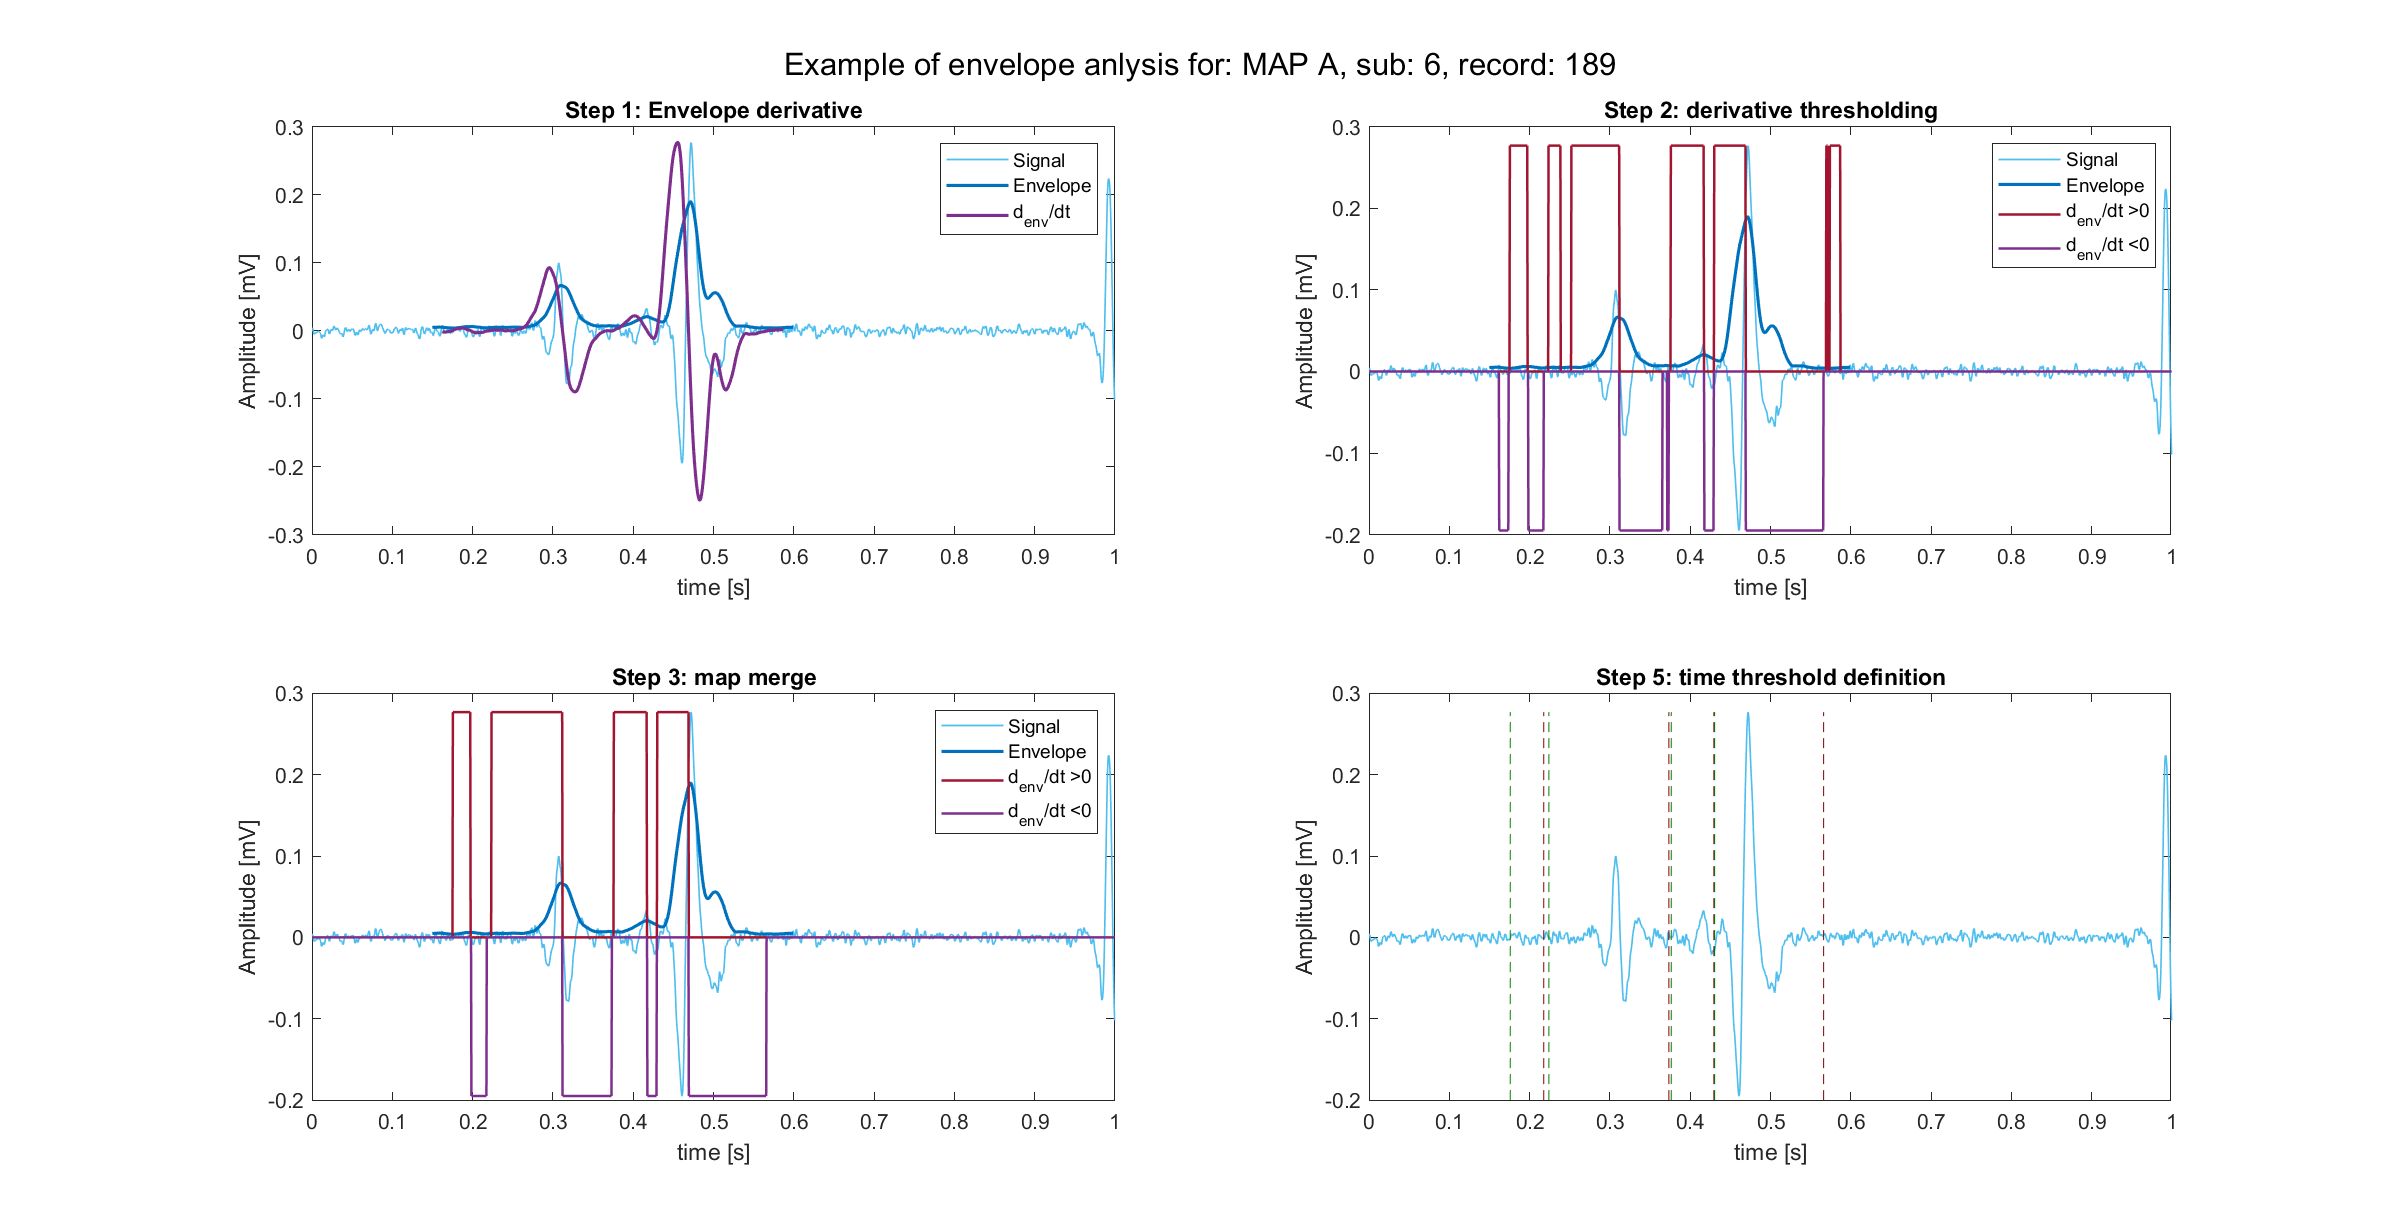 Example of envelope anlysis for: MAP A, sub: 6, record: 189
Step 1: Envelope derivative
0.3
0.2
0.1
0
-0.1
-0.2
-0.3
Amplitude [mV]
0 0.1 0.2 0.3 0.4 0.5 0.6 0.7 0.8 0.9 1
time [s]
Signal
Envelope
d_env/dt
Step 2: derivative thresholding
0.3
0.2
0.1
0
-0.1
-0.2
Amplitude [mV]
0 0.1 0.2 0.3 0.4 0.5 0.6 0.7 0.8 0.9 1
time [s]
Signal
Envelope
d_env/dt >0
d_env/dt <0
Step 3: map merge
0.3
0.2
0.1
0
-0.1
-0.2
Amplitude [mV]
0 0.1 0.2 0.3 0.4 0.5 0.6 0.7 0.8 0.9 1
time [s]
Signal
Envelope
d_env/dt >0
d_env/dt <0
Step 5: time threshold definition
0.3
0.2
0.1
0
-0.1
-0.2
Amplitude [mV]
0 0.1 0.2 0.3 0.4 0.5 0.6 0.7 0.8 0.9 1
time [s]